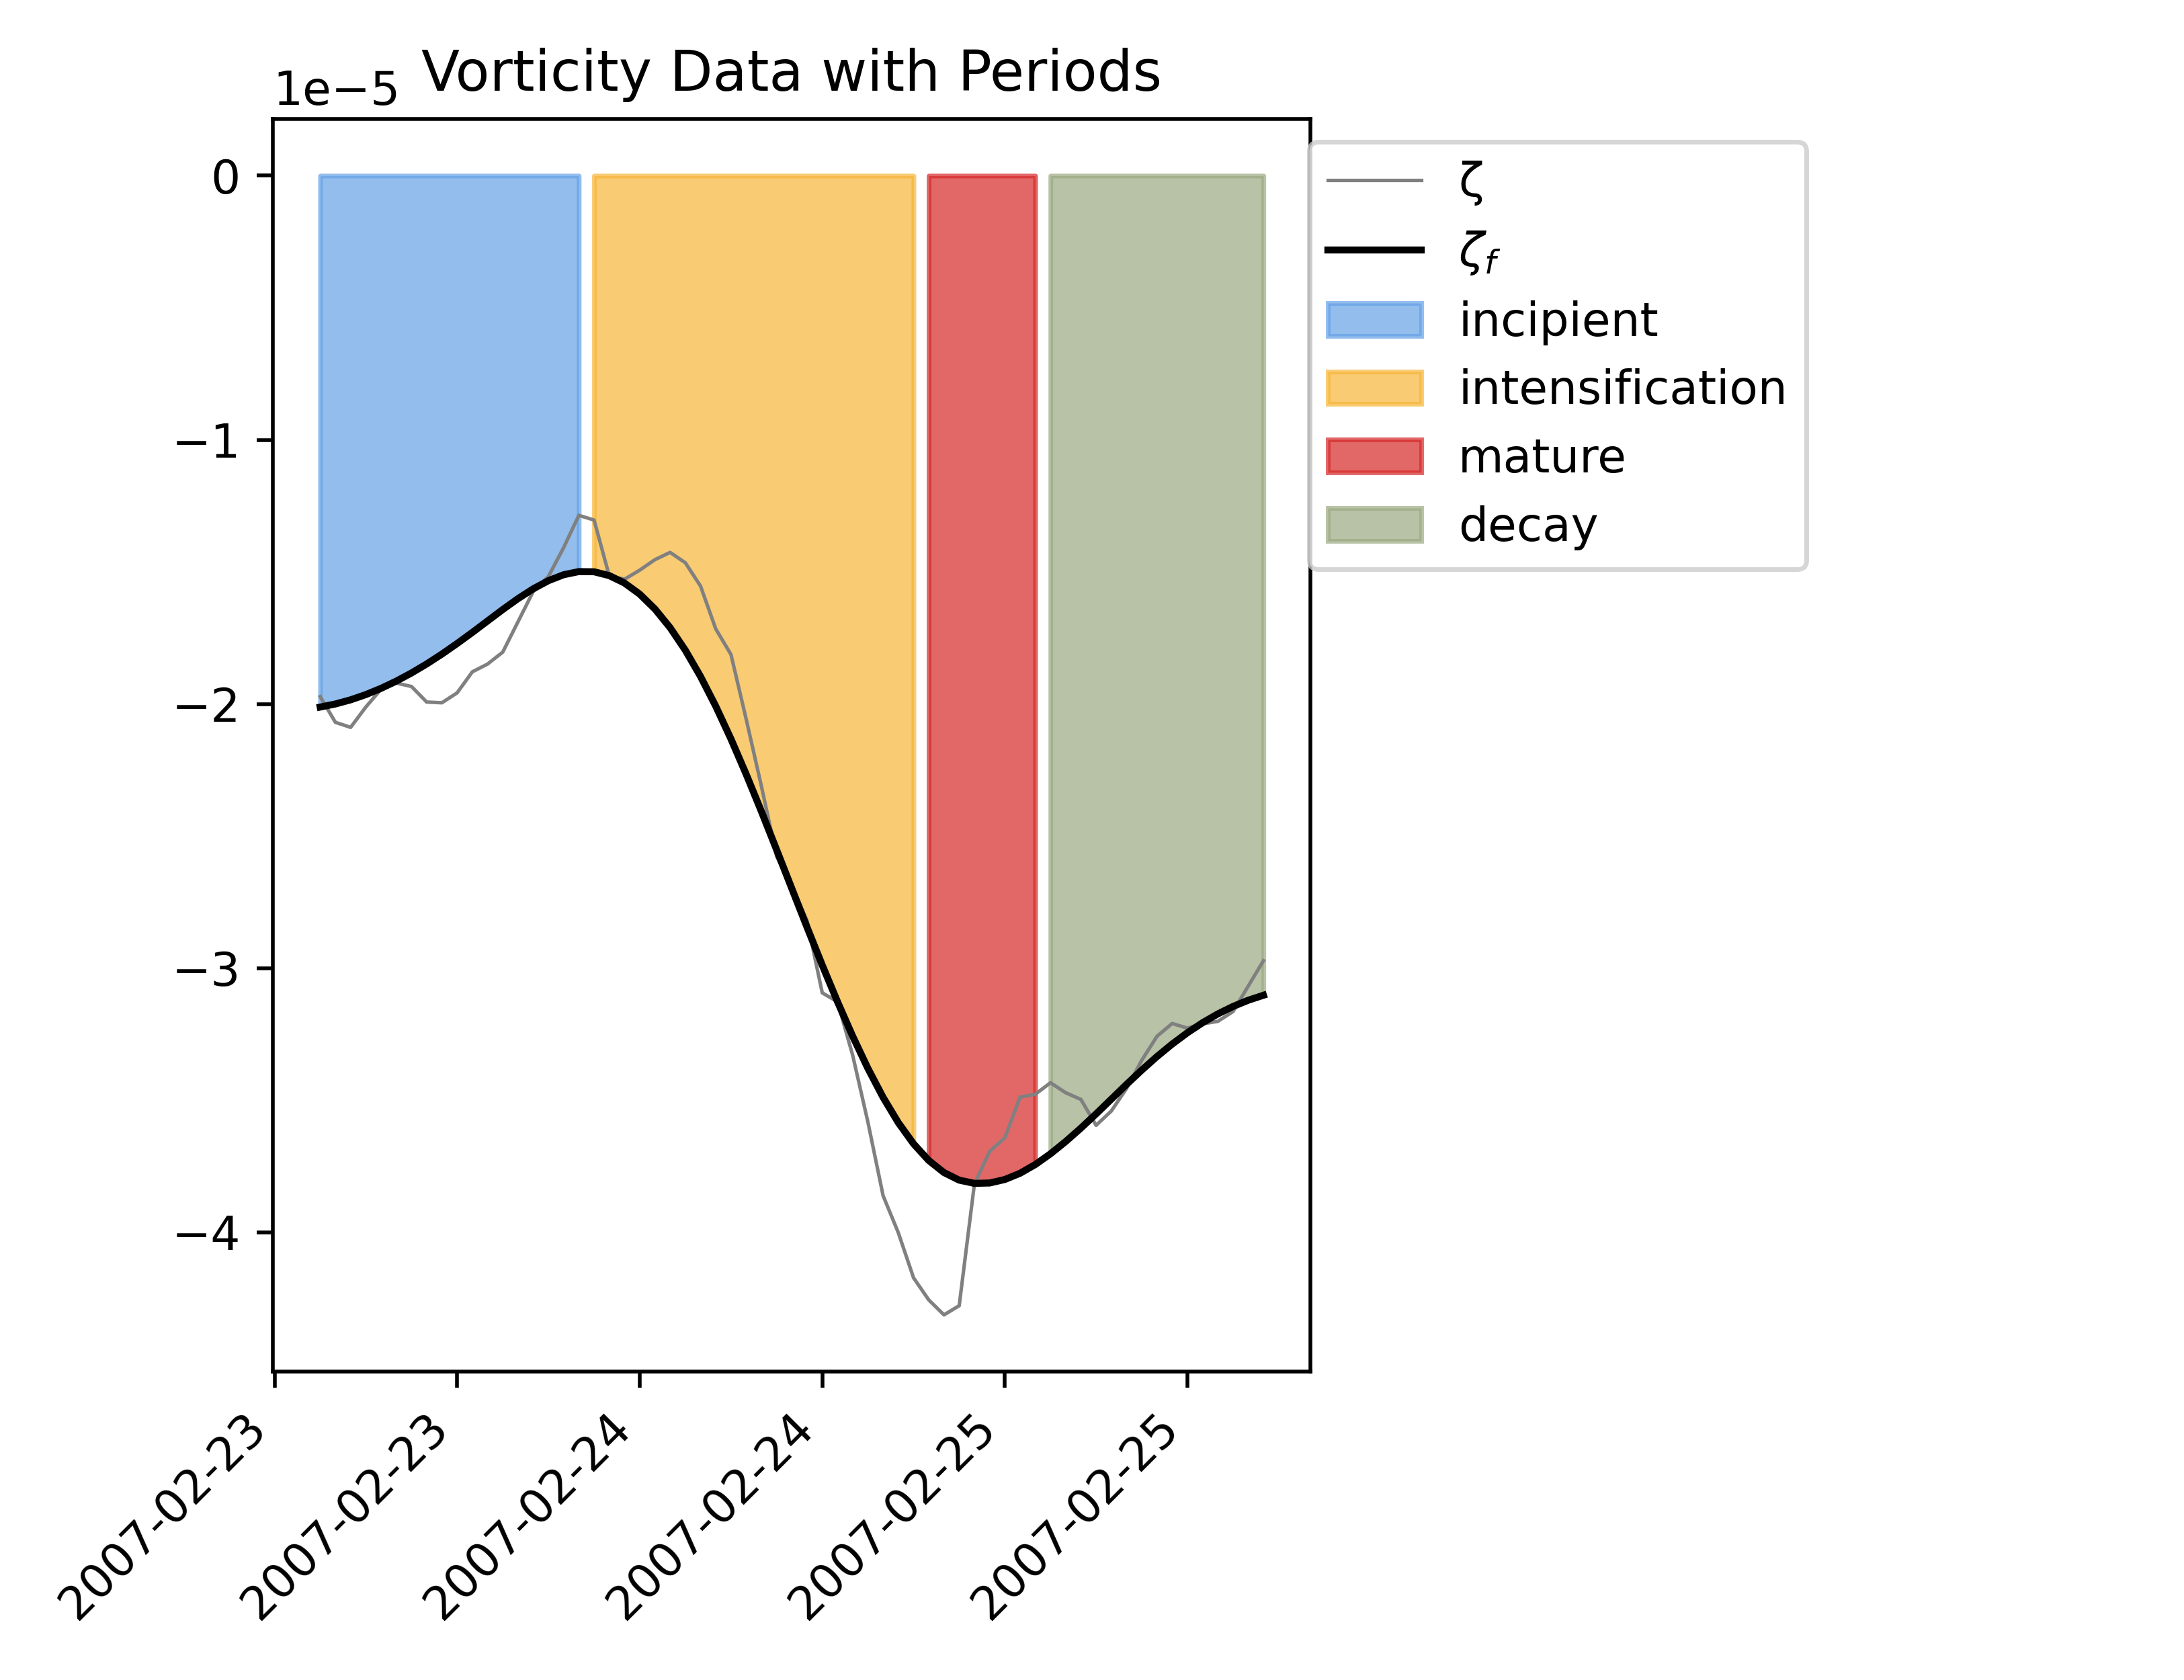 Vorticity Data with Periods
1e−5
0
−1
−2
−3
−4
2007-02-23
2007-02-23
2007-02-24
2007-02-24
2007-02-25
2007-02-25
ζ
ζf
incipient
intensification
mature
decay